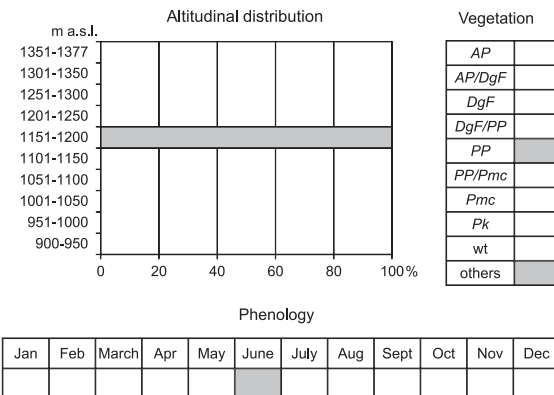 Altitudinal distribution
m a.s.l.
1351-1377
1301-1350
1251-1300
1201-1250
1151-1200
1101-1150
1051-1100
1001-1050
951-1000
900-950
0 20 40 60 80 100%
Vegetation
AP
AP/DgF
DgF
DgF/PP
PP
PP/Pmc
Pmc
Pk
wt
others
Phenology
Jan Feb March Apr May June July Aug Sept Oct Nov Dec